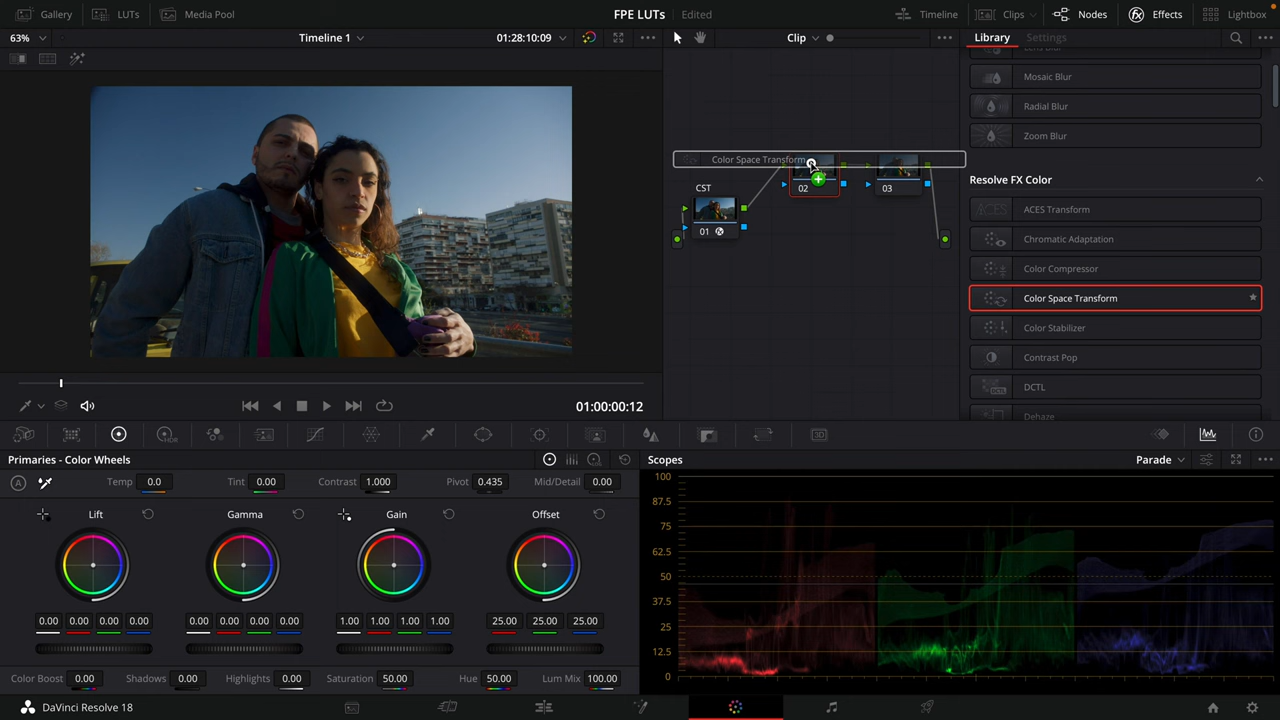 Gallery
LUTs
Media Pool
FPE LUTs
Edited
Timeline
Clips
Nodes
Effects
Lightbox
63%
Timeline 1
01:28:10:09
Clip
Library
Settings
Lens Blur
Mosaic Blur
Radial Blur
Zoom Blur
Resolve FX Color
ACES Transform
Chromatic Adaptation
Color Compressor
Color Space Transform
Color Stabilizer
Contrast Pop
DCTL
Dehaze
Color Space Transform
CST
01
02
03
01:00:00:12
Primaries - Color Wheels
Temp 0.0
Tint 0.00
Contrast 1.000
Pivot 0.435
Mid/Detail 0.00
Lift
Gamma
Gain
Offset
0.00 0.00 0.00 0.00
0.00 0.00 0.00 0.00
1.00 1.00 1.00 1.00
25.00 25.00 25.00
Color Boost 0.00
Shadows 0.00
Highlights 0.00
Saturation 50.00
Hue 50.00
Lum Mix 100.00
Scopes
Parade
100
87.5
75
62.5
50
37.5
25
12.5
0
DaVinci Resolve 18